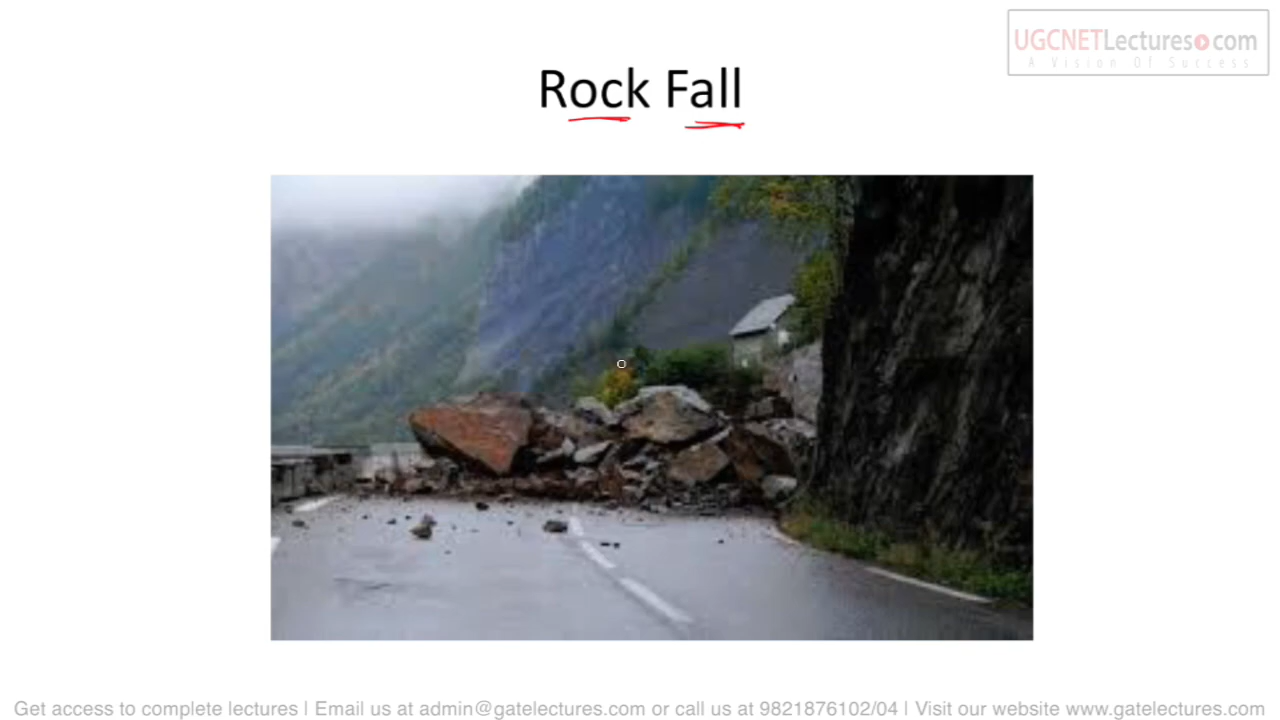 UGCNETLectures.com
A Vision Of Success
Rock Fall
Get access to complete lectures | Email us at admin@gatelectures.com or call us at 9821876102/04 | Visit our website www.gatelectures.com